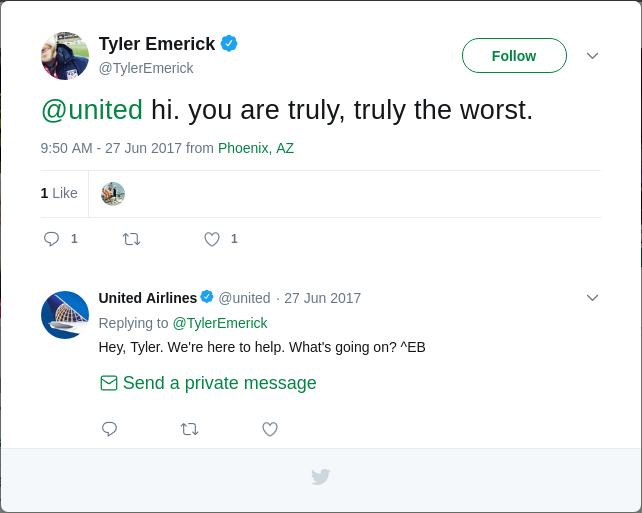 Tyler Emerick
Follow
@TylerEmerick
@united hi. you are truly, truly the worst.
9:50 AM - 27 Jun 2017 from Phoenix, AZ
1 Like
1
1
United Airlines @united · 27 Jun 2017
Replying to @TylerEmerick
Hey, Tyler. We're here to help. What's going on? ^EB
Send a private message